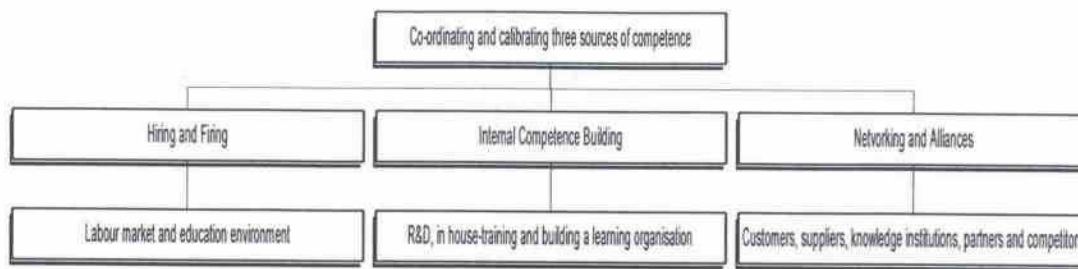 Co-ordinating and calibrating three sources of competence
Hiring and Firing
Internal Competence Building
Networking and Alliances
Labour market and education environment
R&D, in house-training and building a learning organisation
Customers, suppliers, knowledge institutions, partners and competitor